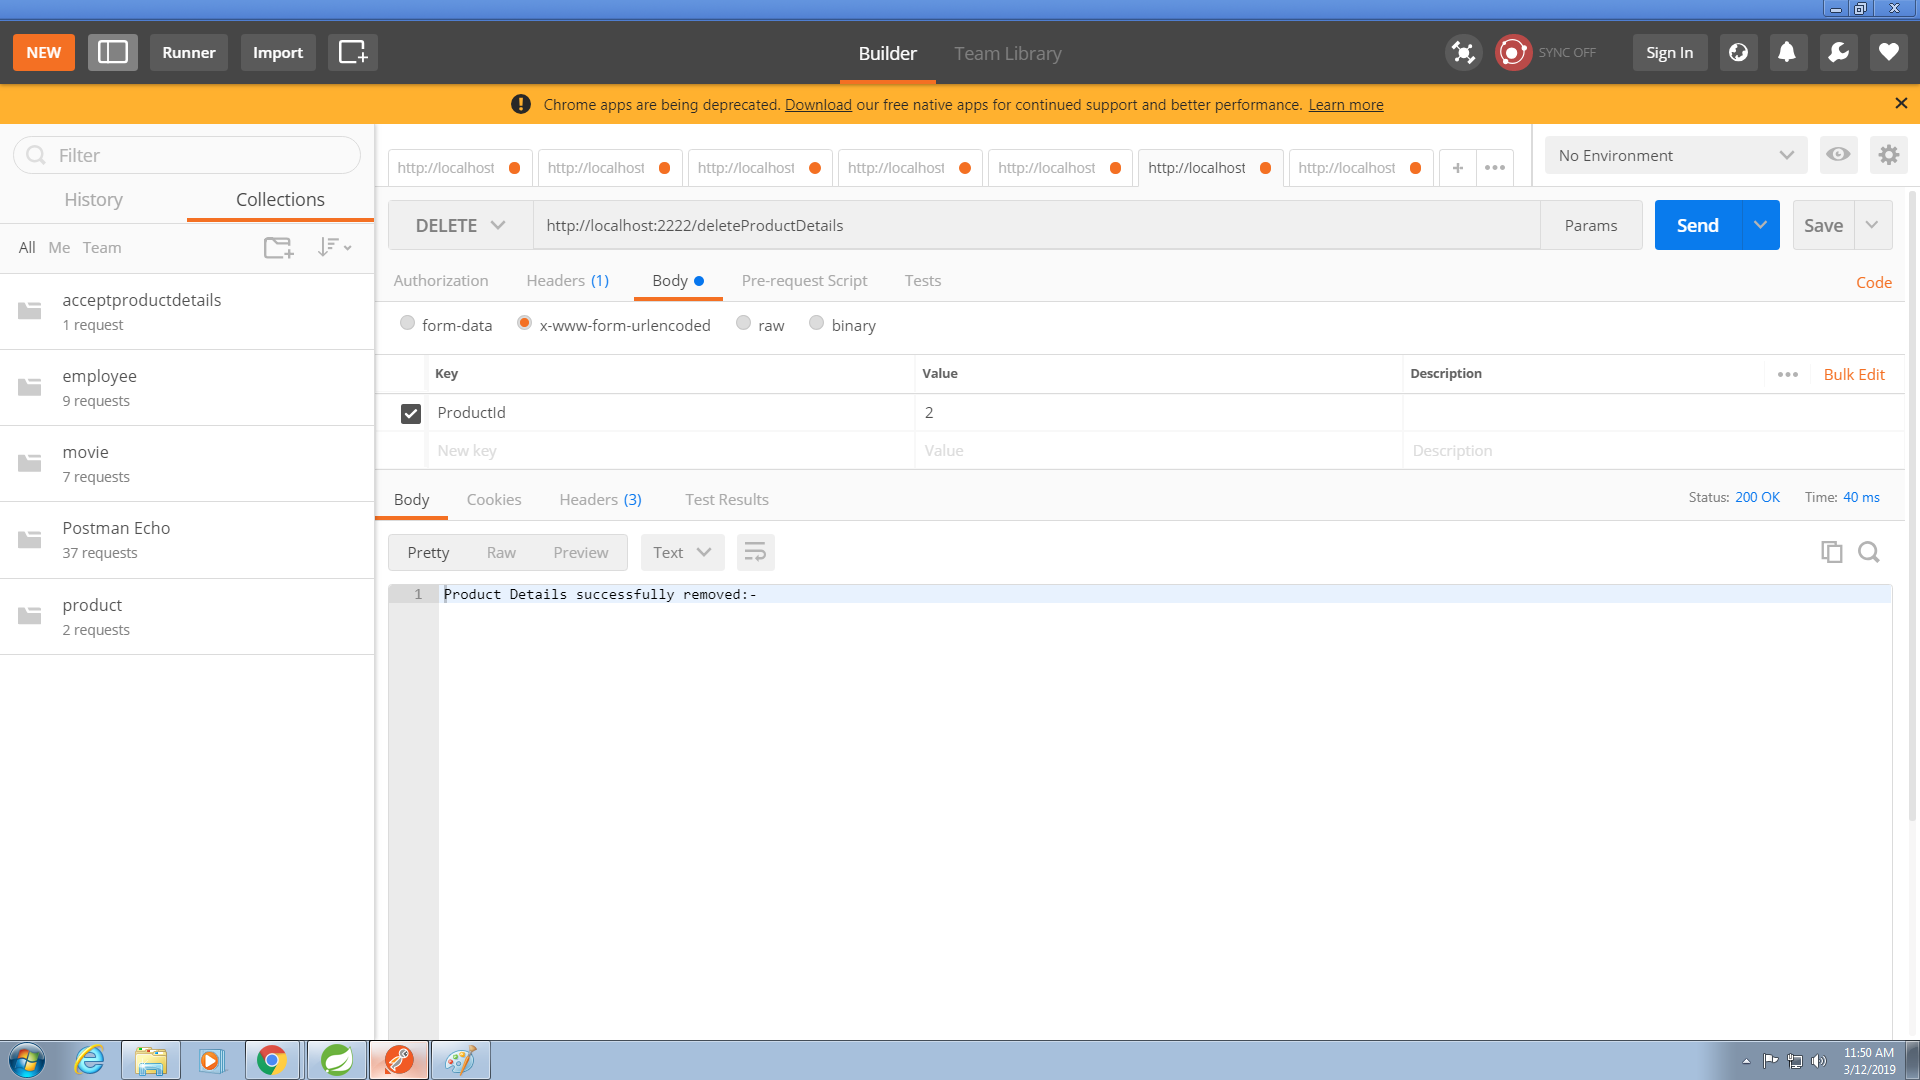 NEW
Runner
Import
Builder
Team Library
SYNC OFF
Sign In
Chrome apps are being deprecated. Download our free native apps for continued support and better performance. Learn more
Filter
History
Collections
All Me Team
acceptproductdetails
1 request
employee
9 requests
movie
7 requests
Postman Echo
37 requests
product
2 requests
http://localhost
http://localhost
http://localhost
http://localhost
http://localhost
http://localhost
http://localhost
No Environment
DELETE
http://localhost:2222/deleteProductDetails
Params
Send
Save
Authorization
Headers (1)
Body
Pre-request Script
Tests
Code
form-data
x-www-form-urlencoded
raw
binary
Key Value Description
Bulk Edit
ProductId 2
New key Value Description
Body
Cookies
Headers (3)
Test Results
Status: 200 OK Time: 40 ms
Pretty Raw Preview
Text
1 Product Details successfully removed:-
11:50 AM
3/12/2019